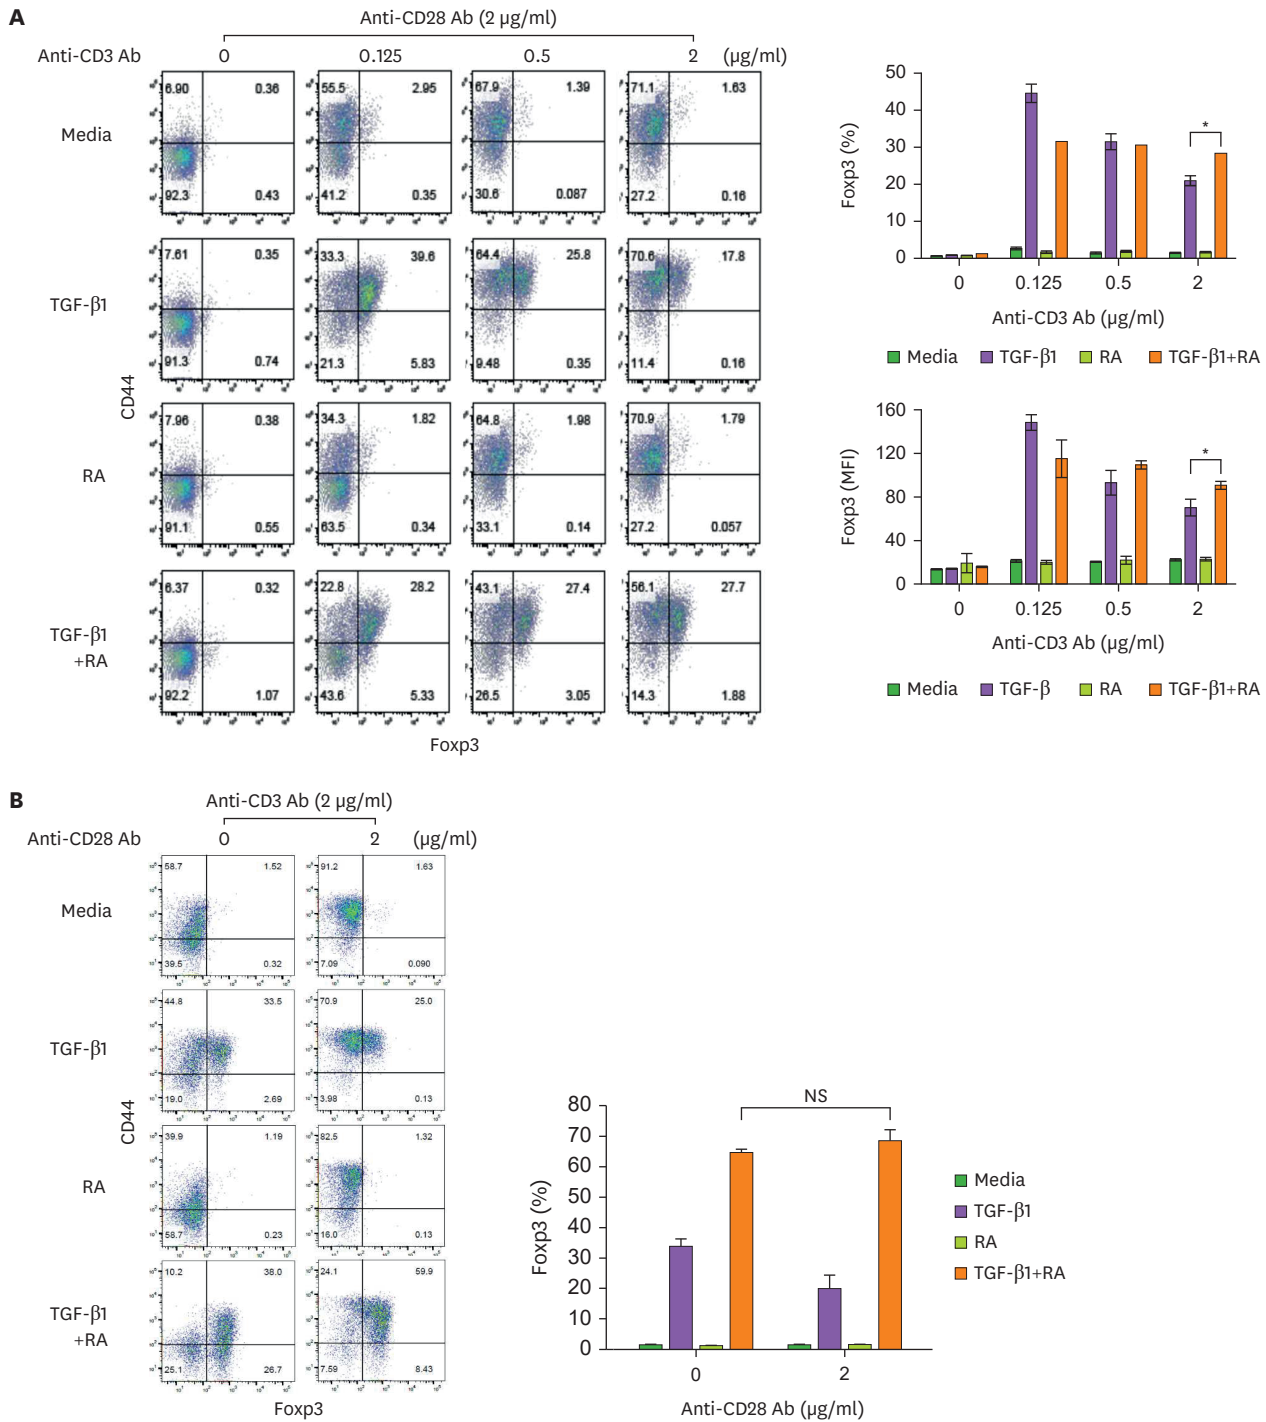 A
Anti-CD28 Ab (2 μg/ml)
Anti-CD3 Ab 0 0.125 0.5 2 (μg/ml)
Media
6.90 0.36 55.5 2.95 67.9 1.39 71.1 1.63
92.3 0.43 41.2 0.35 30.6 0.087 27.2 0.16
TGF-β1
7.61 0.35 33.3 39.6 64.4 25.8 70.6 17.8
91.3 0.74 21.3 5.83 9.48 0.35 11.4 0.16
CD44
RA
7.96 0.38 34.3 1.82 64.8 1.98 70.9 1.79
91.1 0.55 63.5 0.34 33.1 0.14 27.2 0.057
TGF-β1
+RA
6.37 0.32 22.8 28.2 43.1 27.4 56.1 27.7
92.2 1.07 43.6 5.33 26.5 3.05 14.3 1.88
Foxp3
Foxp3 (%)
50
40
30
20
10
0
*
0 0.125 0.5 2
Anti-CD3 Ab (μg/ml)
Media TGF-β1 RA TGF-β1+RA
Foxp3 (MFI)
160
120
80
40
0
*
0 0.125 0.5 2
Anti-CD3 Ab (μg/ml)
Media TGF-β RA TGF-β1+RA
B
Anti-CD3 Ab (2 μg/ml)
Anti-CD28 Ab 0 2 (μg/ml)
Media
58.7 1.52 91.2 1.63
39.5 0.32 7.09 0.090
TGF-β1
44.8 33.5 70.9 25.0
19.0 2.69 3.98 0.13
CD44
RA
39.9 1.19 82.5 1.32
58.7 0.23 16.0 0.13
TGF-β1
+RA
10.2 38.0 24.1 59.9
25.1 26.7 7.59 8.43
Foxp3
Foxp3 (%)
80
70
60
50
40
30
20
10
0
NS
0 2
Anti-CD28 Ab (μg/ml)
Media
TGF-β1
RA
TGF-β1+RA